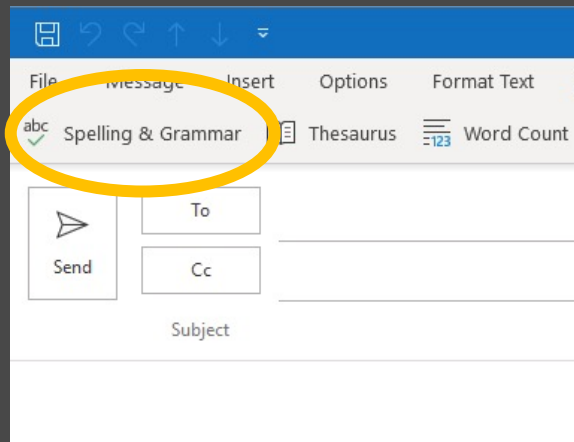 File Message Insert Options Format Text
abc Spelling & Grammar Thesaurus 123 Word Count
To
Send Cc
Subject